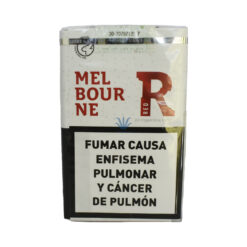 MEL
BOUR
NE
R
RED
FUMAR CAUSA
ENFISEMA
PULMONAR
Y CÁNCER
DE PULMÓN